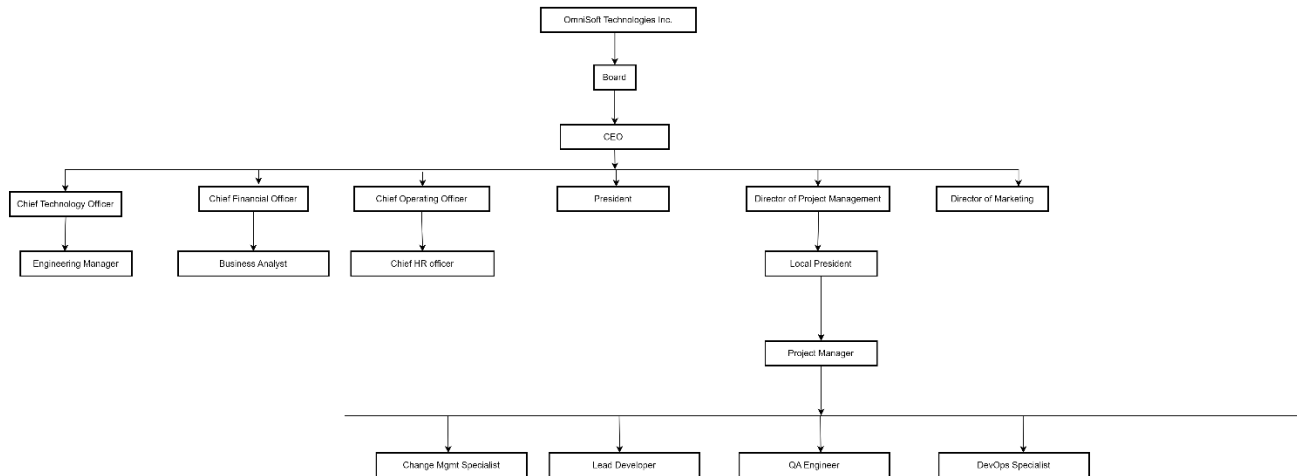 OmniSoft Technologies Inc.
Board
CEO
Chief Technology Officer
Chief Financial Officer
Chief Operating Officer
President
Director of Project Management
Director of Marketing
Engineering Manager
Business Analyst
Chief HR officer
Local President
Project Manager
Change Mgmt Specialist
Lead Developer
QA Engineer
DevOps Specialist